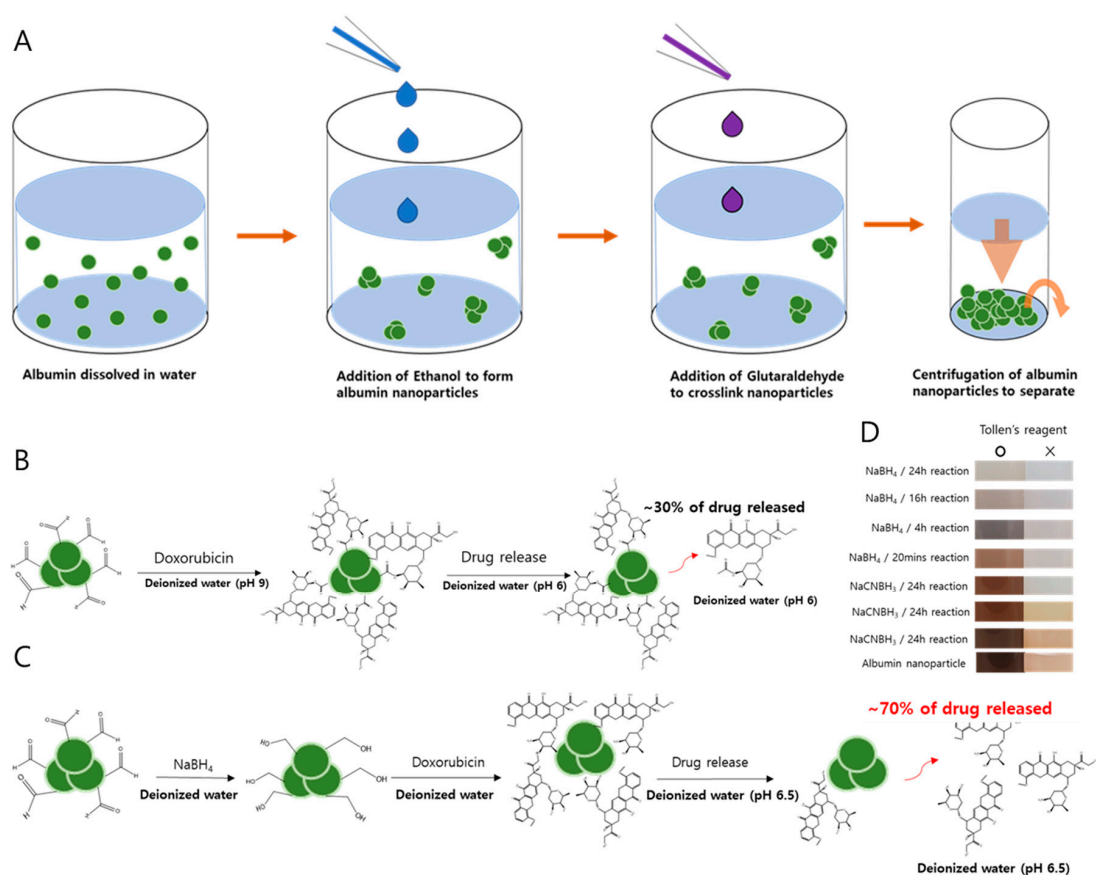 A
Albumin dissolved in water
Addition of Ethanol to form
albumin nanoparticles
Addition of Glutaraldehyde
to crosslink nanoparticles
Centrifugation of albumin
nanoparticles to separate
B
Doxorubicin
Deionized water (pH 9)
Drug release
Deionized water (pH 6)
~30% of drug released
Deionized water (pH 6)
C
NaBH4
Deionized water
Doxorubicin
Deionized water
Drug release
Deionized water (pH 6.5)
~70% of drug released
Deionized water (pH 6.5)
D
Tollen's reagent
O X
NaBH4 / 24h reaction
NaBH4 / 16h reaction
NaBH4 / 4h reaction
NaBH4 / 20mins reaction
NaCNBH3 / 24h reaction
NaCNBH3 / 24h reaction
NaCNBH3 / 24h reaction
Albumin nanoparticle